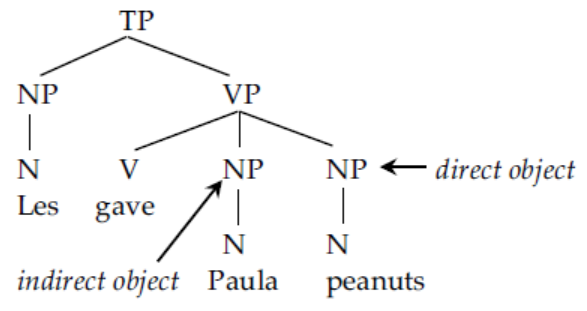 TP
NP VP
N V NP NP direct object
Les gave N N
indirect object Paula peanuts